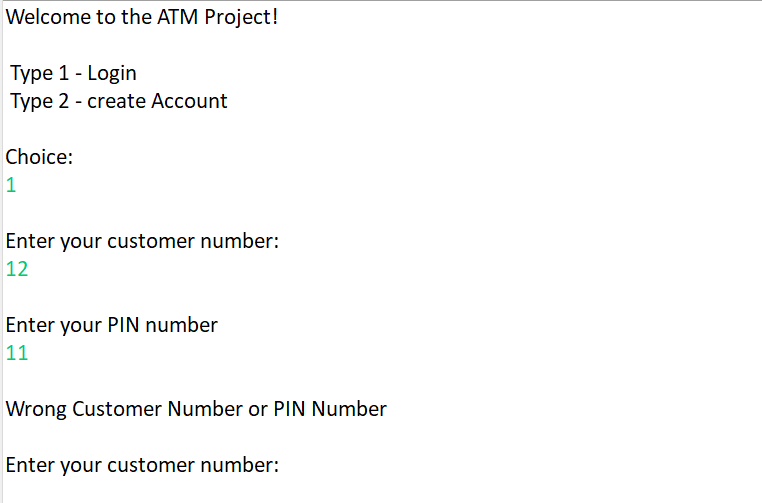 Welcome to the ATM Project!
Type 1 - Login
Type 2 - create Account
Choice:
1
Enter your customer number:
12
Enter your PIN number
11
Wrong Customer Number or PIN Number
Enter your customer number: